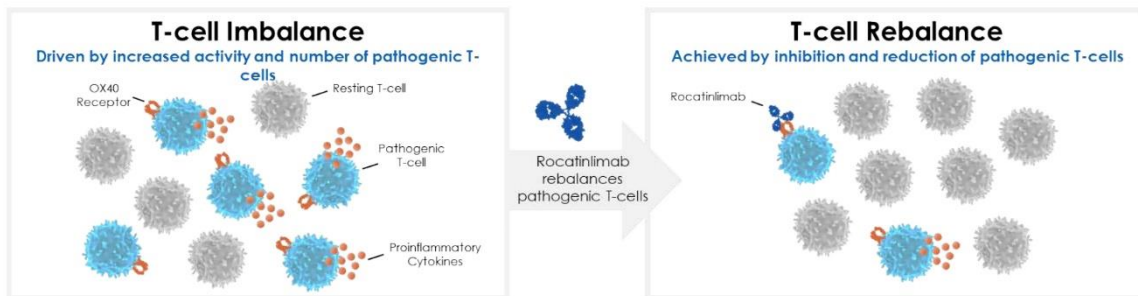 T-cell Imbalance
Driven by increased activity and number of pathogenic T-
cells
OX40
Receptor
Resting T-cell
Pathogenic
T-cell
Proinflammatory
Cytokines
Rocatinlimab
rebalances
pathogenic T-cells
T-cell Rebalance
Achieved by inhibition and reduction of pathogenic T-cells
Rocatinlimab